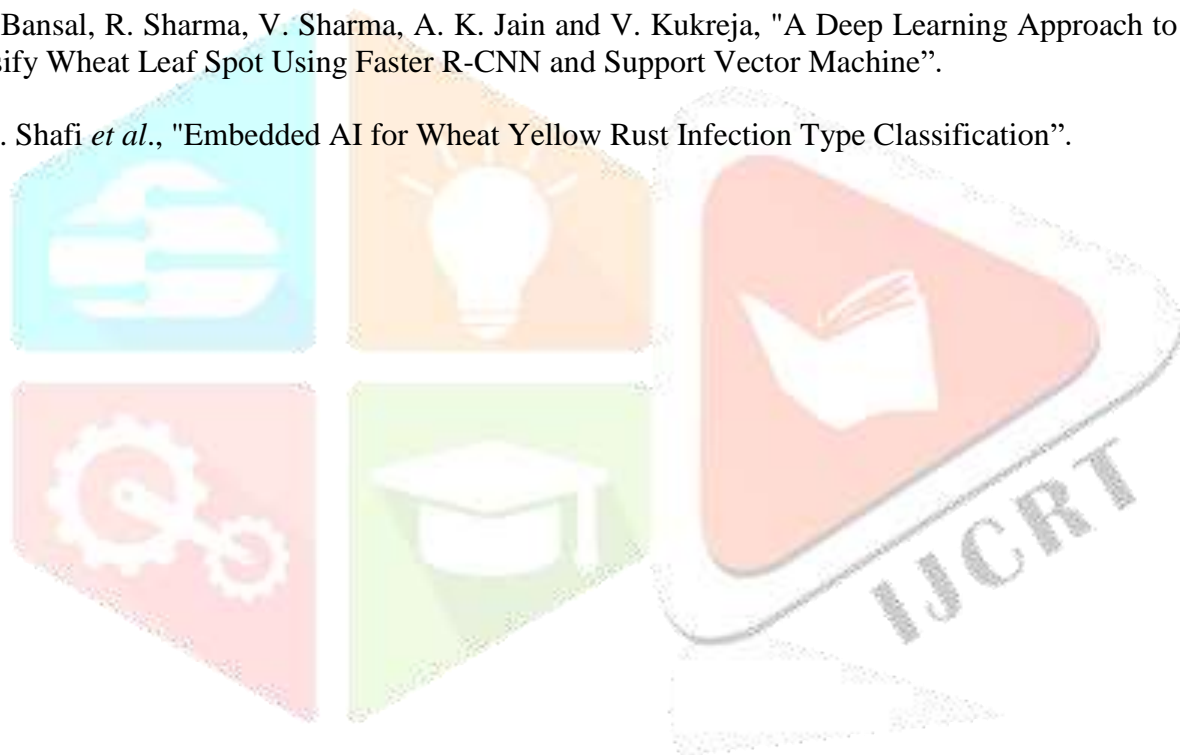 Bansal, R. Sharma, V. Sharma, A. K. Jain and V. Kukreja, "A Deep Learning Approach to
sify Wheat Leaf Spot Using Faster R-CNN and Support Vector Machine”.
. Shafi et al., "Embedded AI for Wheat Yellow Rust Infection Type Classification”.
IJCRT